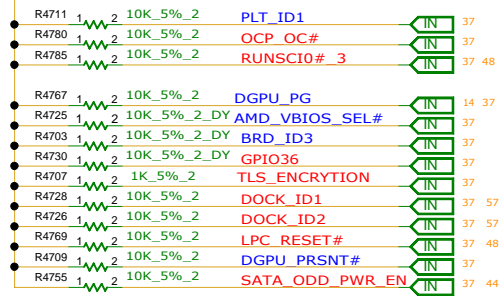 R4711 1 2 10K_5%_2 PLT_ID1 IN 37
R4780 1 2 10K_5%_2 OCP_OC# IN 37
R4785 1 2 10K_5%_2 RUNSCI0#_3 IN 37 48
R4767 1 2 10K_5%_2 DGPU_PG IN 14 37
R4725 1 2 10K_5%_2_DY AMD_VBIOS_SEL# IN 37
R4703 1 2 10K_5%_2_DY BRD_ID3 IN 37
R4730 1 2 10K_5%_2_DY GPIO36 IN 37
R4707 1 2 1K_5%_2 TLS_ENCRYTION IN 37
R4728 1 2 10K_5%_2 DOCK_ID1 IN 37 57
R4726 1 2 10K_5%_2 DOCK_ID2 IN 37 57
R4769 1 2 10K_5%_2 LPC_RESET# IN 37 48
R4709 1 2 10K_5%_2 DGPU_PRSNT# IN 37
R4755 1 2 10K_5%_2 SATA_ODD_PWR_EN IN 37 44